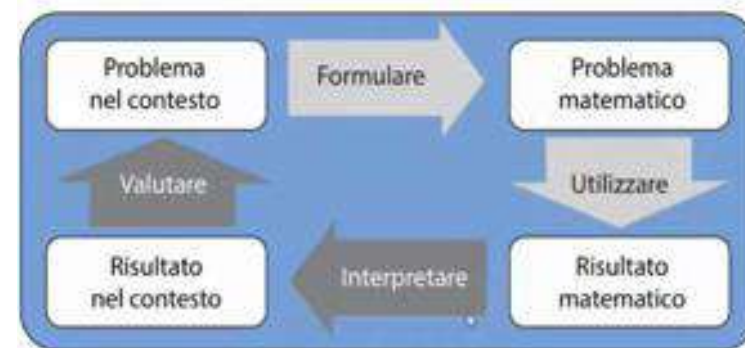 Problema
nel contesto
Formulare
Problema
matematico
Valutare
Utilizzare
Risultato
nel contesto
Interpretare
Risultato
matematico